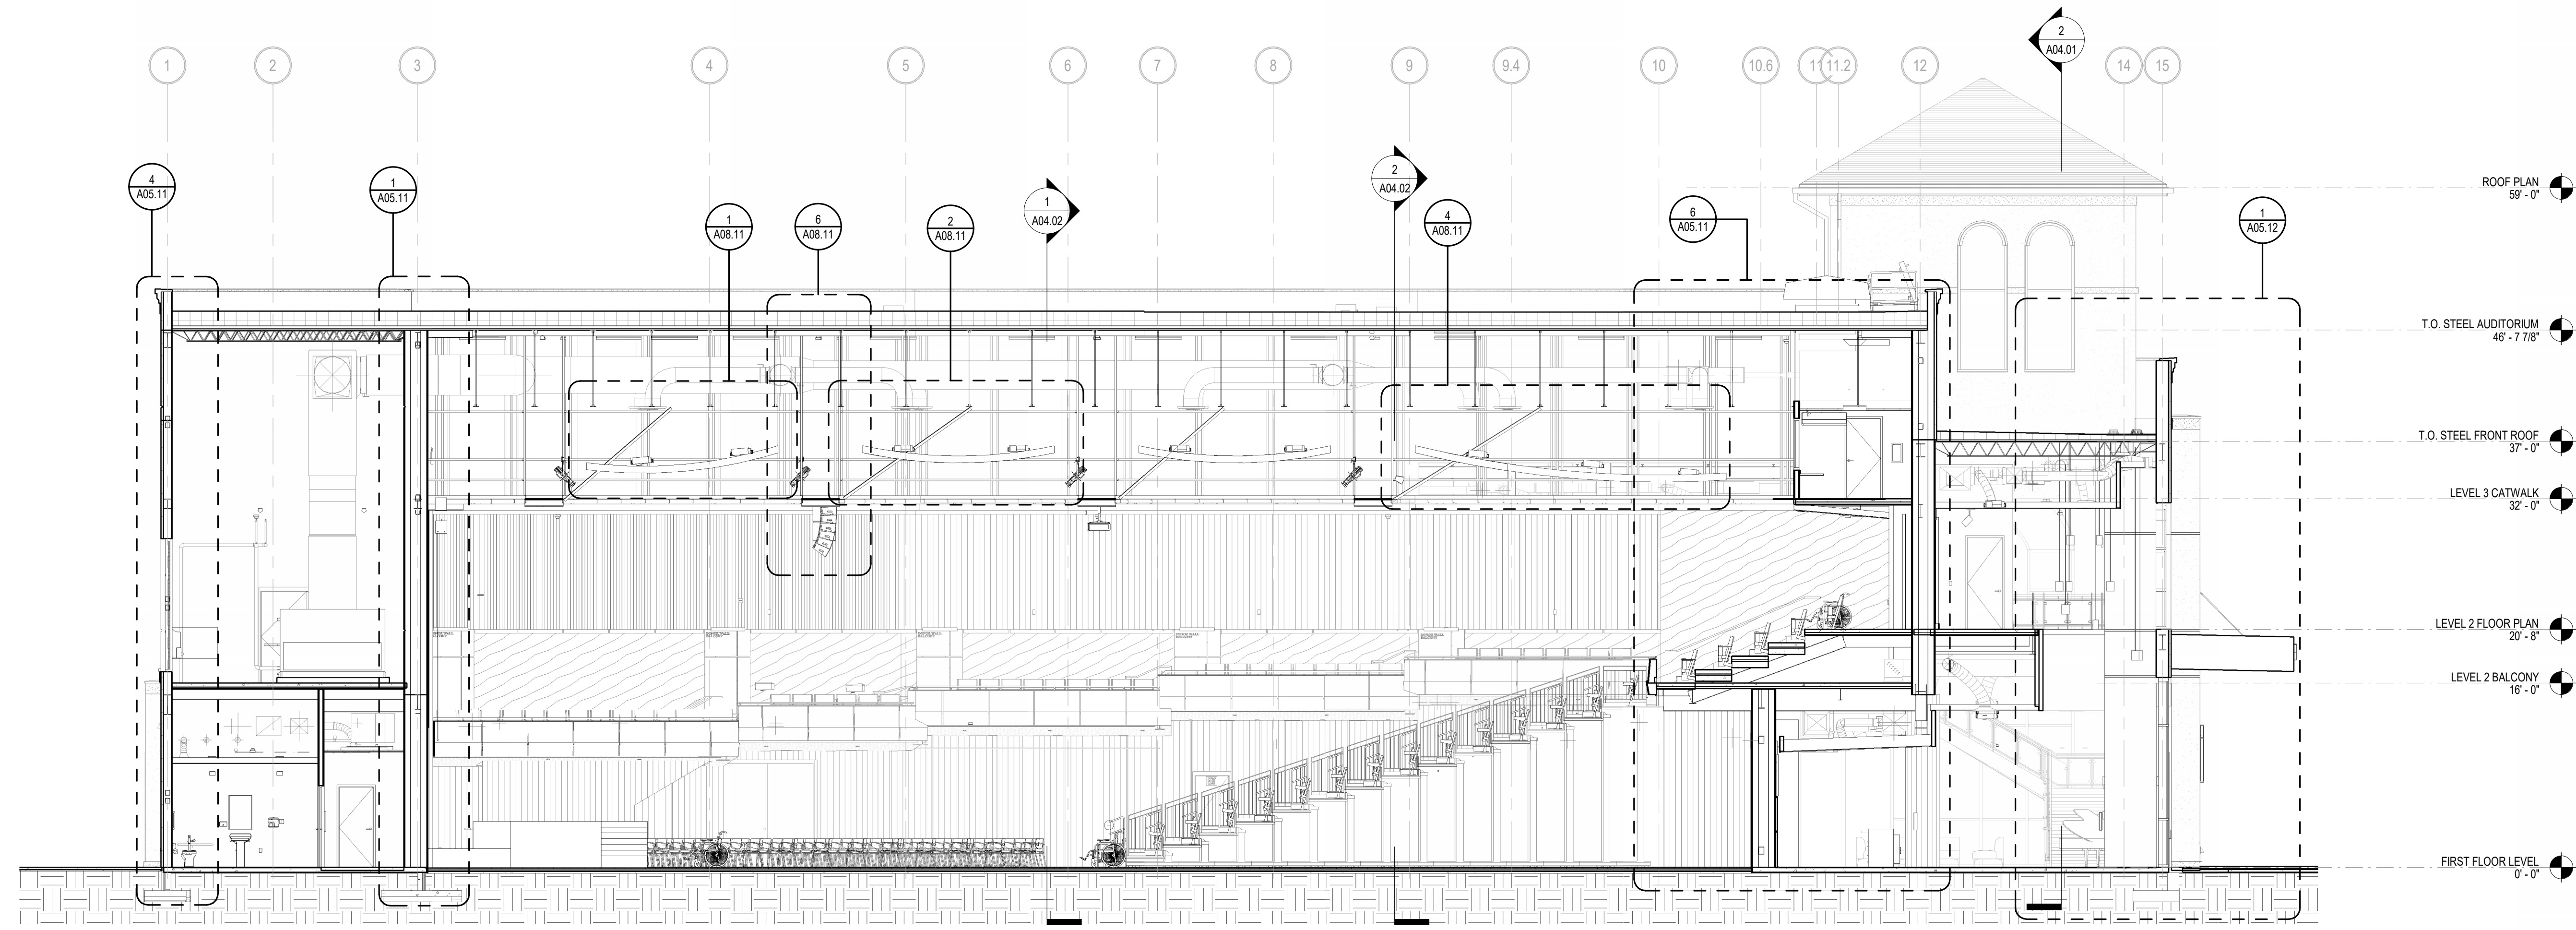 1
2
3
4
5
6
7
8
9
9.4
10
10.6
11
11.2
12
14
15
2
A04.01
4
A05.11
1
A05.11
1
A08.11
6
A08.11
2
A08.11
1
A04.02
2
A04.02
4
A08.11
6
A05.11
1
A05.12
ROOF PLAN
59' - 0"
T.O. STEEL AUDITORIUM
46' - 7 7/8"
T.O. STEEL FRONT ROOF
37' - 0"
LEVEL 3 CATWALK
32' - 0"
LEVEL 2 FLOOR PLAN
20' - 8"
LEVEL 2 BALCONY
16' - 0"
FIRST FLOOR LEVEL
0' - 0"